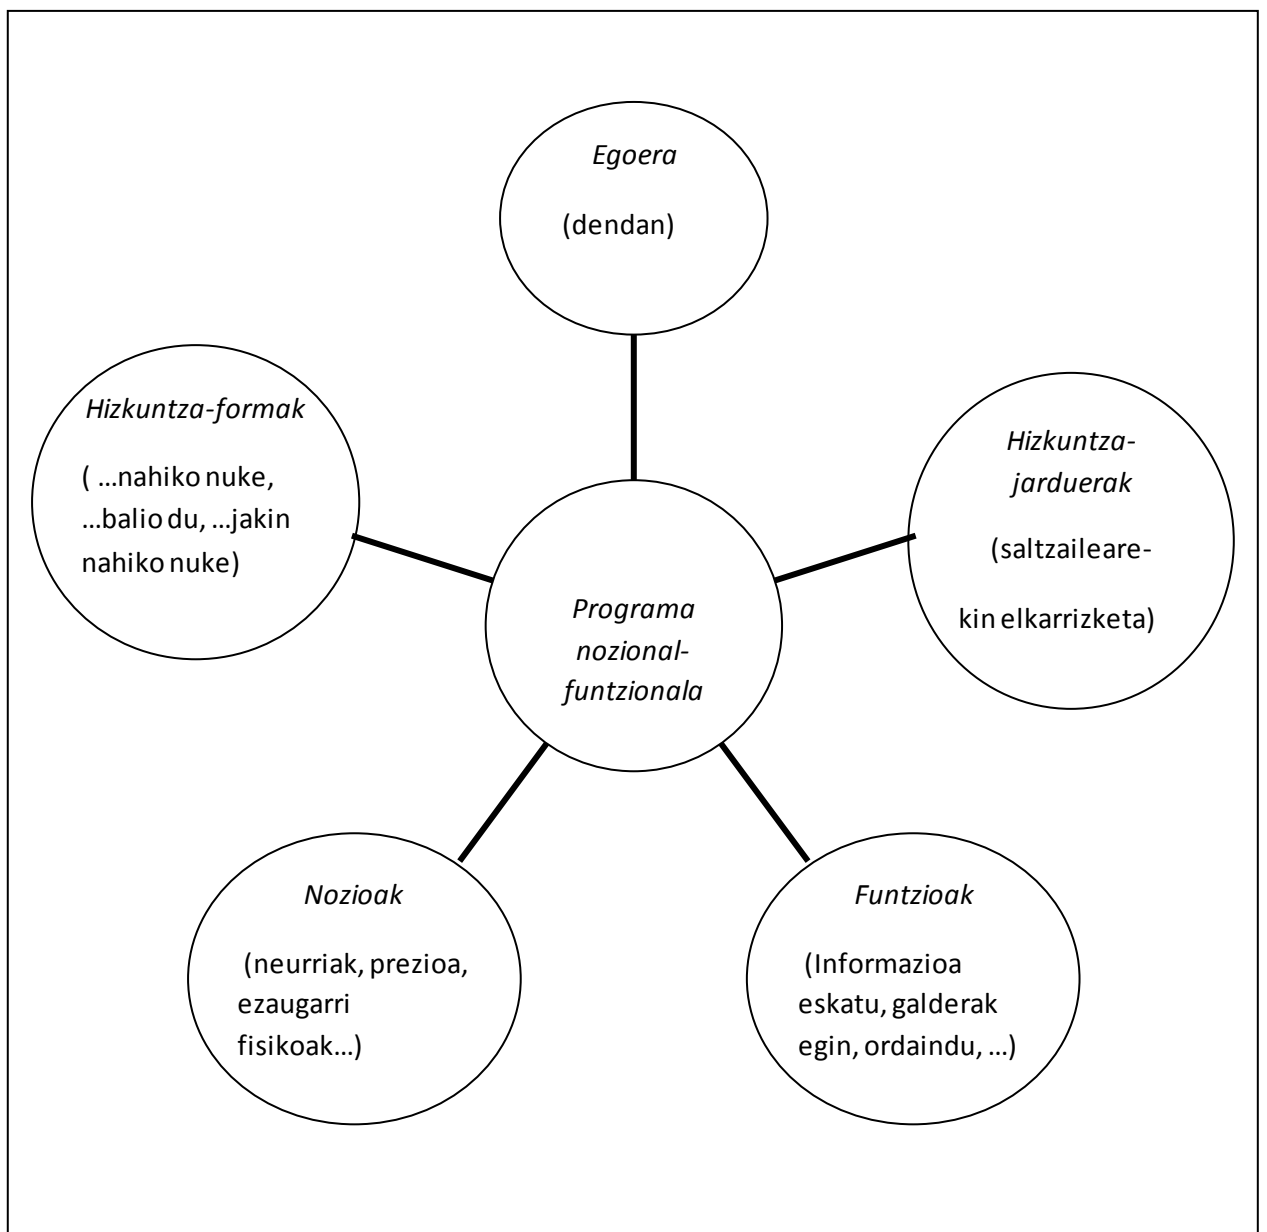 Egoera
(dendan)
Hizkuntza-formak
( …nahiko nuke,
…balio du, …jakin
nahiko nuke)
Hizkuntza-
jarduerak
(saltzaileare-
kin elkarrizketa)
Programa
nozional-
funtzionala
Nozioak
(neurriak, prezioa,
ezaugarri
fisikoak…)
Funtzioak
(Informazioa
eskatu, galderak
egin, ordaindu, …)